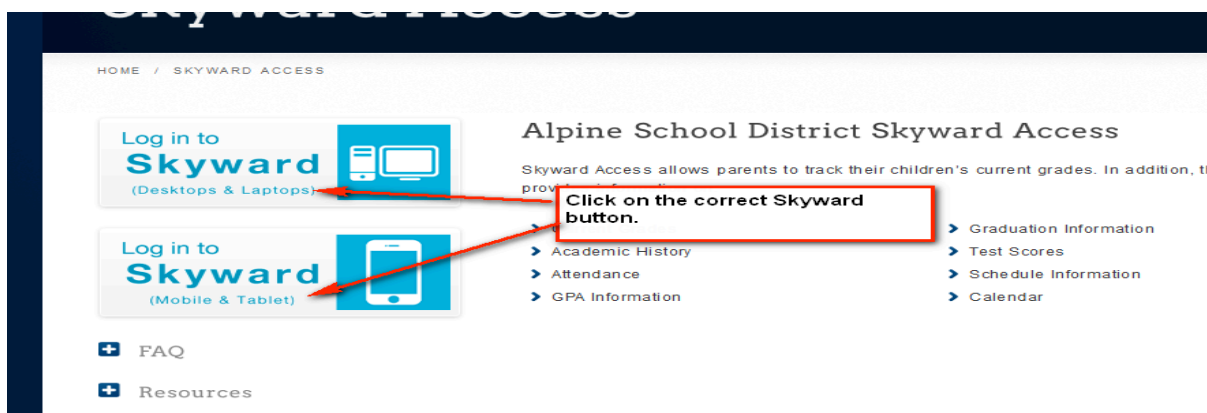 Skyward Access
HOME / SKYWARD ACCESS
Log in to
Skyward
(Desktops & Laptops)
Log in to
Skyward
(Mobile & Tablet)
FAQ
Resources
Alpine School District Skyward Access
Skyward Access allows parents to track their children's current grades. In addition,
Click on the correct Skyward
button.
Academic History
Attendance
GPA Information
Graduation Information
Test Scores
Schedule Information
Calendar